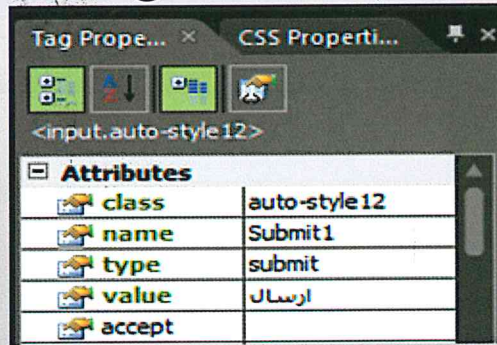 Tag Prope... CSS Properti...
<input.auto-style12>
Attributes
class auto-style12
name Submit1
type submit
value ارسال
accept